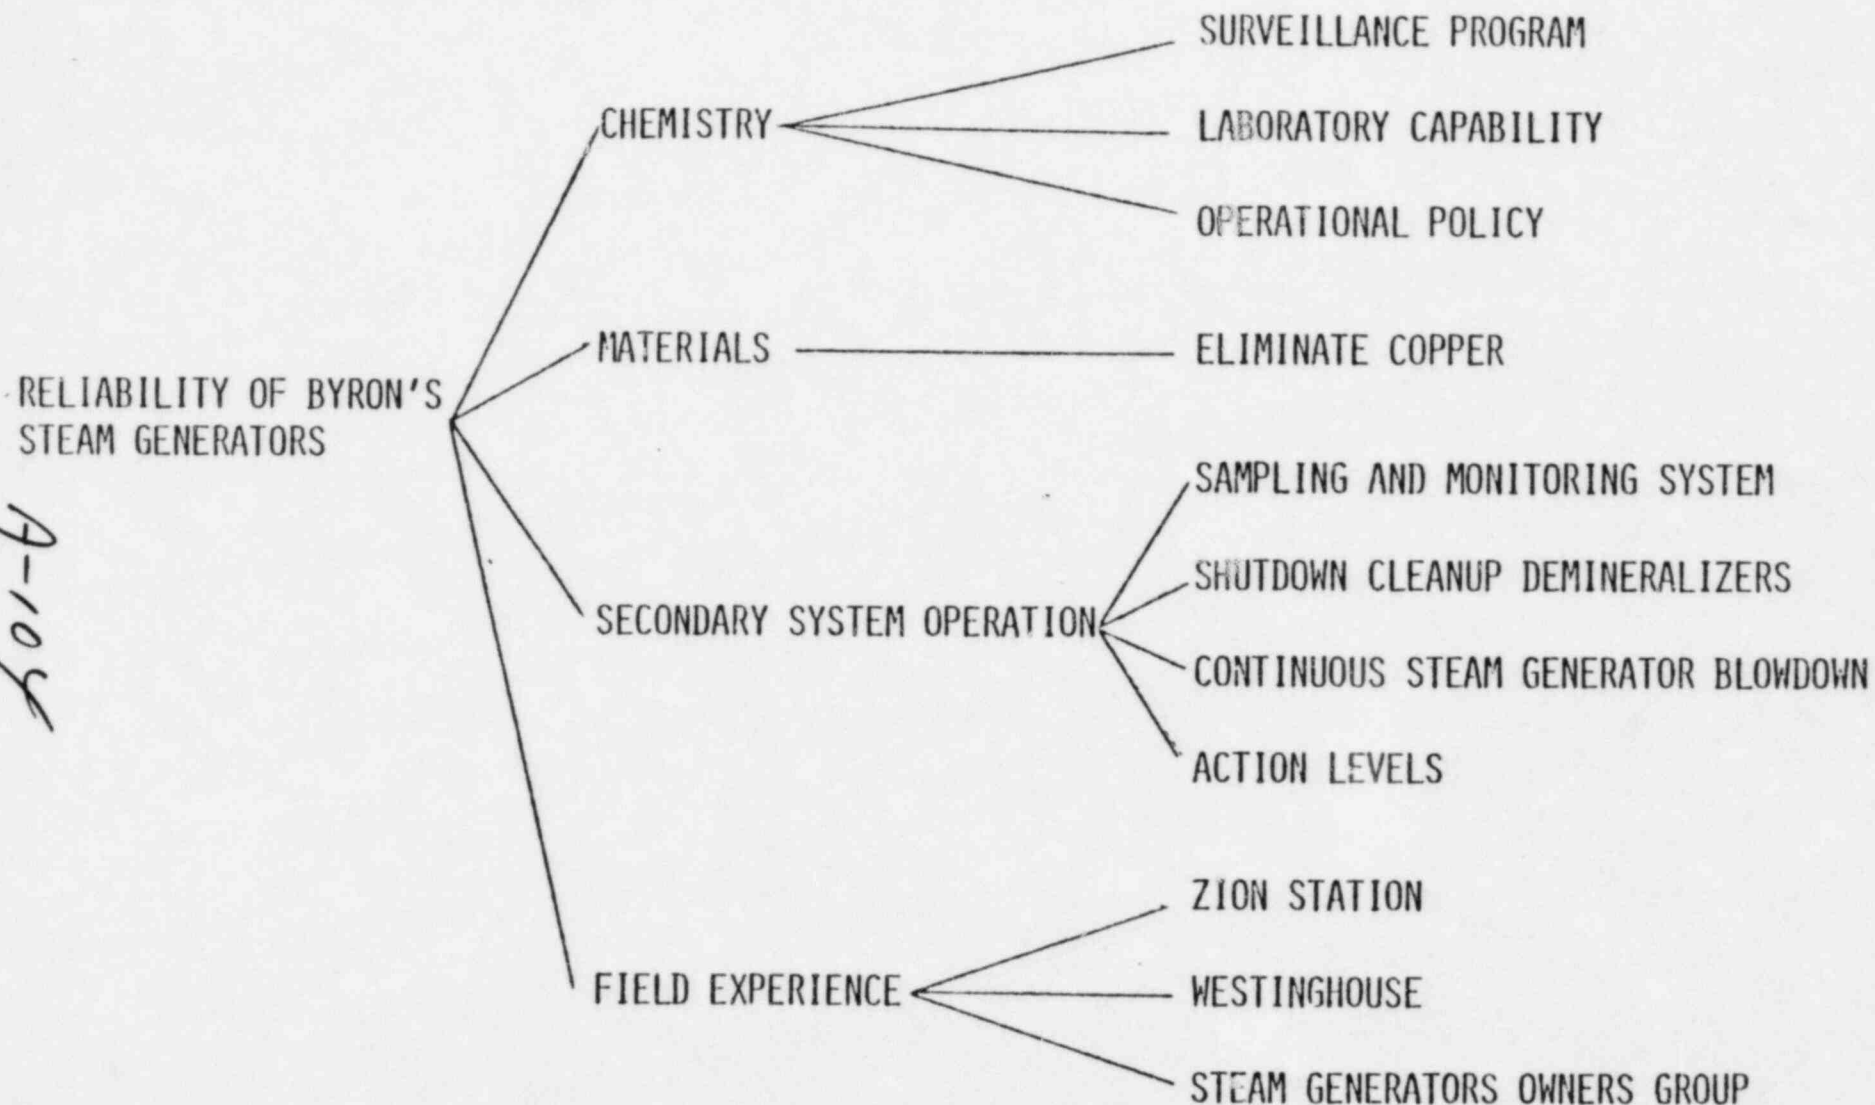 RELIABILITY OF BYRON'S
STEAM GENERATORS
CHEMISTRY
SURVEILLANCE PROGRAM
LABORATORY CAPABILITY
OPERATIONAL POLICY
MATERIALS
ELIMINATE COPPER
SECONDARY SYSTEM OPERATION
SAMPLING AND MONITORING SYSTEM
SHUTDOWN CLEANUP DEMINERALIZERS
CONTINUOUS STEAM GENERATOR BLOWDOWN
ACTION LEVELS
FIELD EXPERIENCE
ZION STATION
WESTINGHOUSE
STEAM GENERATORS OWNERS GROUP